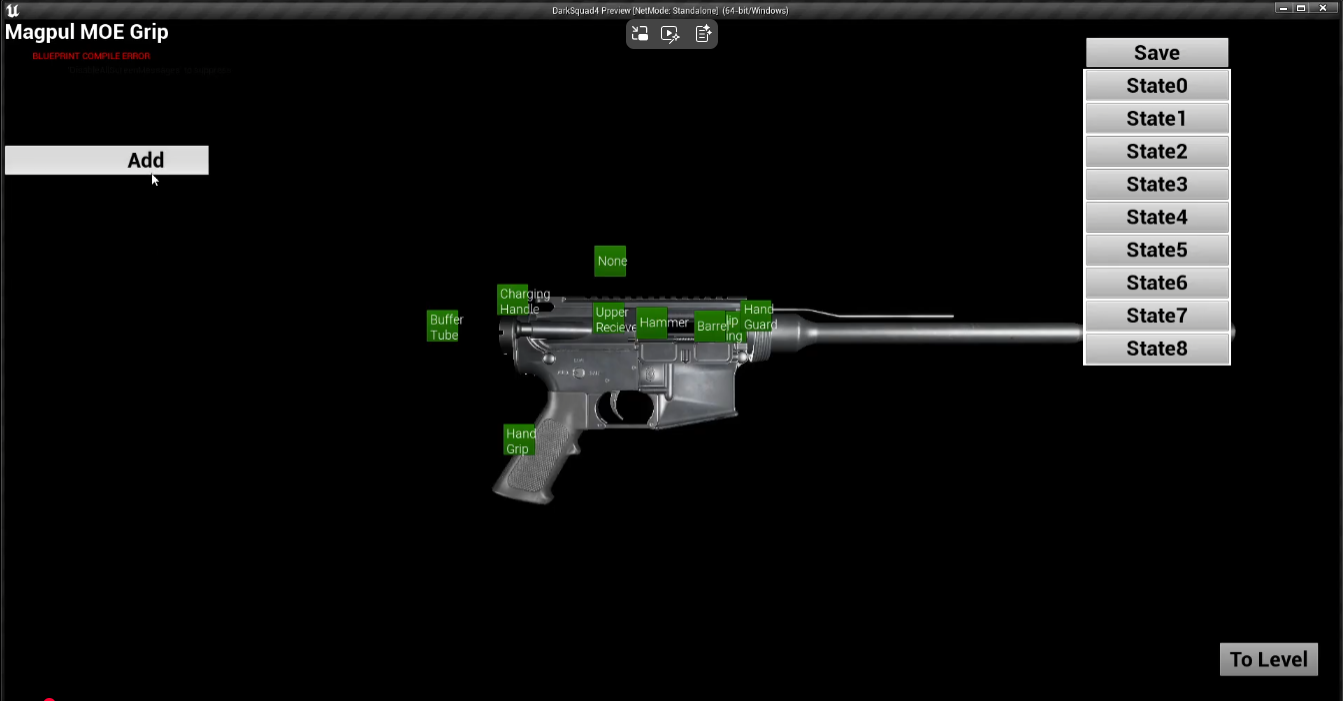 DarkSquad4 Preview [NetMode: Standalone] (64-bit/Windows)
Magpul MOE Grip
BLUEPRINT COMPILE ERROR
Add
Save
State0
State1
State2
State3
State4
State5
State6
State7
State8
None
Charging
Handle
Buffer
Tube
Upper
Recieve
Hammer
Barrel
lip
ing
Hand
Guard
Hand
Grip
To Level